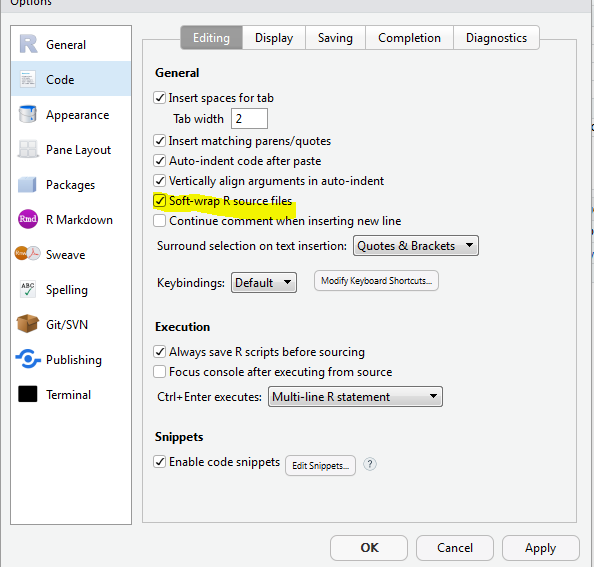 Options
General
Code
Appearance
Pane Layout
Packages
R Markdown
Sweave
Spelling
Git/SVN
Publishing
Terminal
Editing Display Saving Completion Diagnostics
General
Insert spaces for tab
Tab width 2
Insert matching parens/quotes
Auto-indent code after paste
Vertically align arguments in auto-indent
Soft-wrap R source files
Continue comment when inserting new line
Surround selection on text insertion: Quotes & Brackets
Keybindings: Default Modify Keyboard Shortcuts...
Execution
Always save R scripts before sourcing
Focus console after executing from source
Ctrl+Enter executes: Multi-line R statement
Snippets
Enable code snippets Edit Snippets... ?
OK Cancel Apply